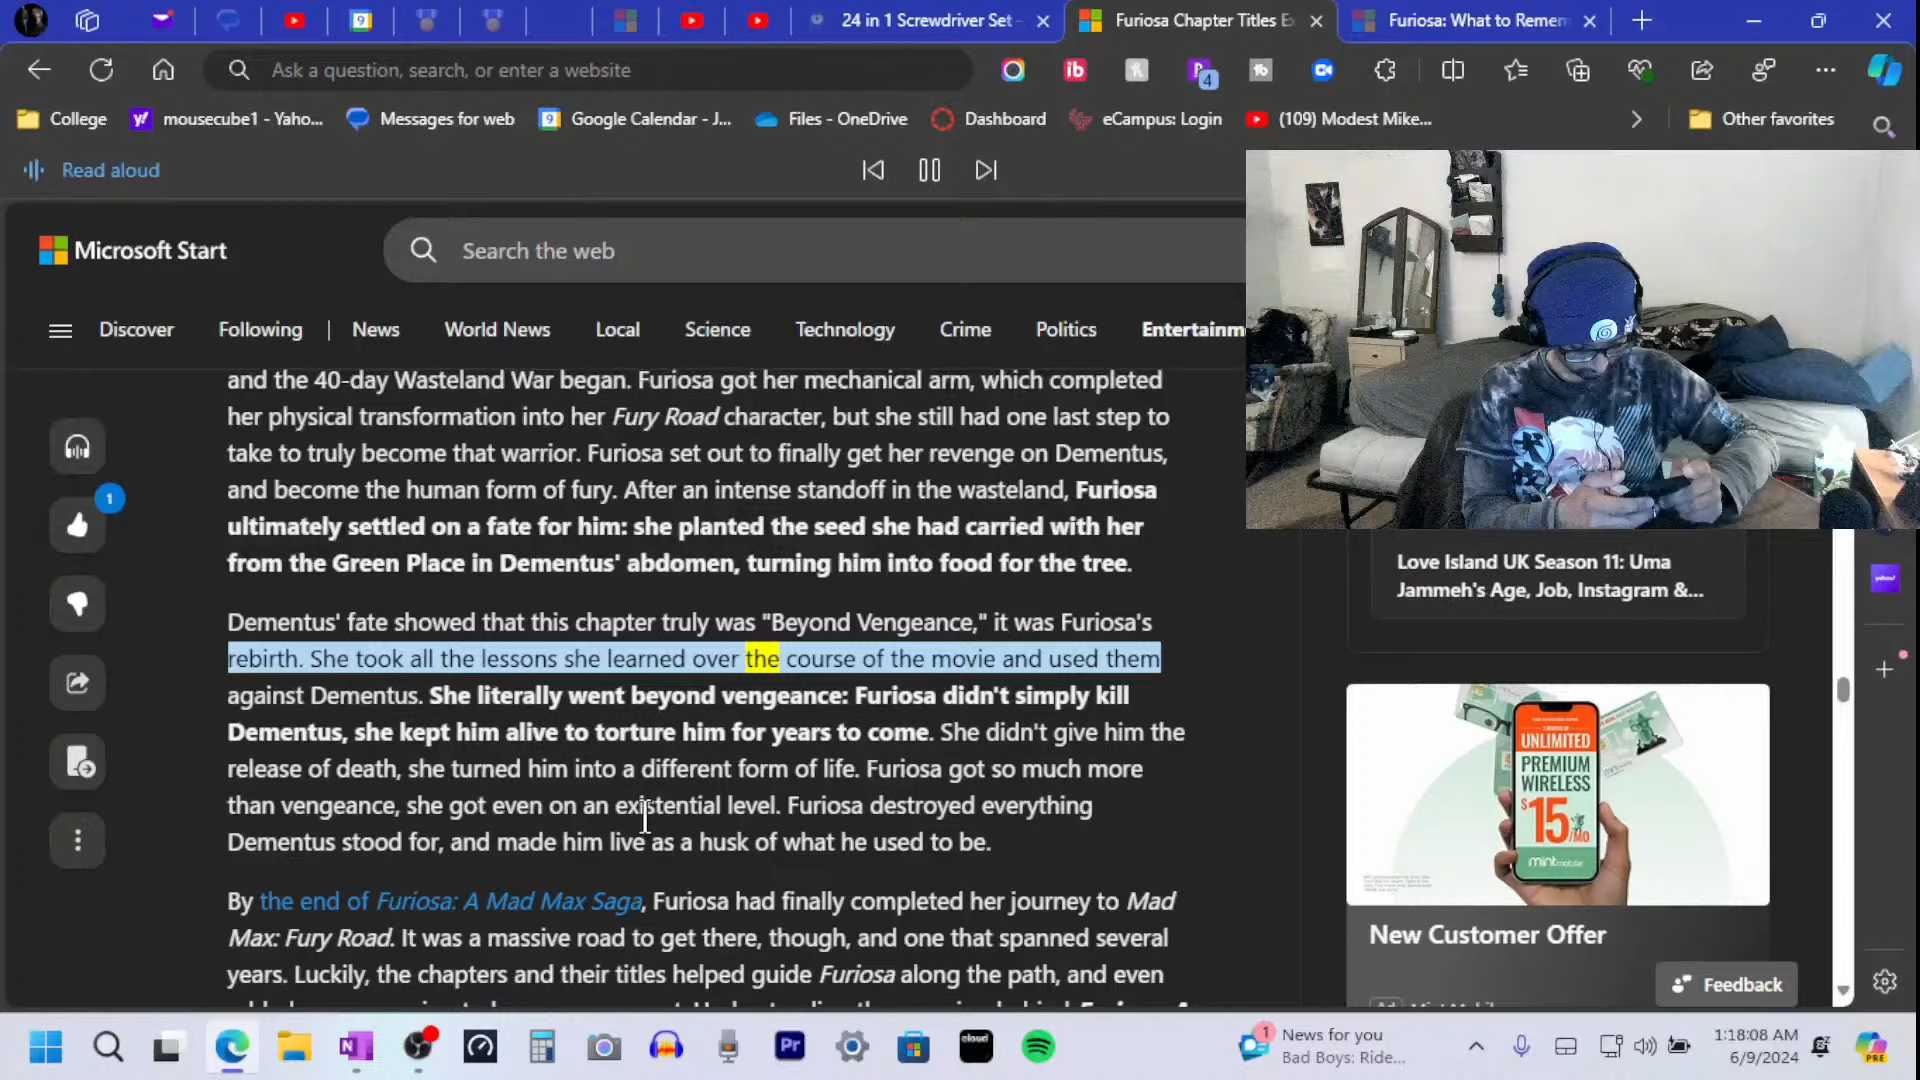 9
24 in 1 Screwdriver Set -
Furiosa Chapter Titles E
Furiosa: What to Remem
Ask a question, search, or enter a website
4
College
mousecube1 - Yaho...
Messages for web
9
Google Calendar - J...
Files - OneDrive
Dashboard
eCampus: Login
(109) Modest Mike...
Other favorites
Read aloud
Microsoft Start
Search the web
Discover
Following
News
World News
Local
Science
Technology
Crime
Politics
Entertainm
and the 40-day Wasteland War began. Furiosa got her mechanical arm, which completed
her physical transformation into her Fury Road character, but she still had one last step to
take to truly become that warrior. Furiosa set out to finally get her revenge on Dementus,
and become the human form of fury. After an intense standoff in the wasteland, Furiosa
ultimately settled on a fate for him: she planted the seed she had carried with her
from the Green Place in Dementus' abdomen, turning him into food for the tree.
1
Dementus' fate showed that this chapter truly was "Beyond Vengeance," it was Furiosa's
rebirth. She took all the lessons she learned over the course of the movie and used them
against Dementus. She literally went beyond vengeance: Furiosa didn't simply kill
Dementus, she kept him alive to torture him for years to come. She didn't give him the
release of death, she turned him into a different form of life. Furiosa got so much more
than vengeance, she got even on an existential level. Furiosa destroyed everything
Dementus stood for, and made him live as a husk of what he used to be.
By the end of Furiosa: A Mad Max Saga, Furiosa had finally completed her journey to Mad
Max: Fury Road. It was a massive road to get there, though, and one that spanned several
years. Luckily, the chapters and their titles helped guide Furiosa along the path, and even
Love Island UK Season 11: Uma
Jammeh's Age, Job, Instagram &...
UNLIMITED
PREMIUM
WIRELESS
$15/MO
mint mobile
New Customer Offer
Feedback
yahoo!
1
News for you
Bad Boys: Ride...
Pr
cloud
1:18:08 AM
6/9/2024
PRE